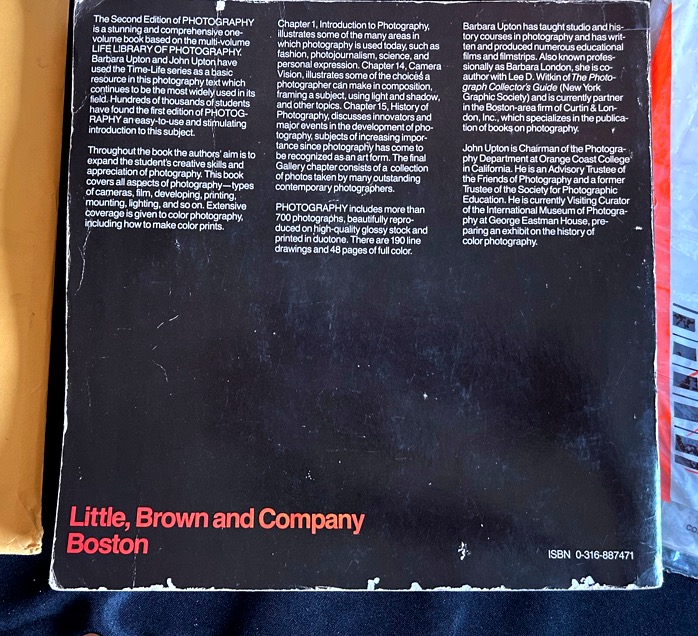 The Second Edition of PHOTOGRAPHY
is a stunning and comprehensive one-
volume book based on the multi-volume
LIFE LIBRARY OF PHOTOGRAPHY.
Barbara Upton and John Upton have
used the Time-Life series as a basic
resource in this photography text which
continues to be the most widely used in its
field. Hundreds of thousands of students
have found the first edition of PHOTOG-
RAPHY an easy-to-use and stimulating
introduction to this subject.
Throughout the book the authors' aim is to
expand the student's creative skills and
appreciation of photography. This book
covers all aspects of photography—types
of cameras, film, developing, printing,
mounting, lighting, and so on. Extensive
coverage is given to color photography,
including how to make color prints.
Chapter 1, Introduction to Photography,
illustrates some of the many areas in
which photography is used today, such as
fashion, photojournalism, science, and
personal expression. Chapter 14, Camera
Vision, illustrates some of the choices a
photographer can make in composition,
framing a subject, using light and shadow,
and other topics. Chapter 15, History of
Photography, discusses innovators and
major events in the development of pho-
tography, subjects of increasing impor-
tance since photography has come to
be recognized as an art form. The final
Gallery chapter consists of a collection
of photos taken by many outstanding
contemporary photographers.
PHOTOGRAPHY includes more than
700 photographs, beautifully repro-
duced on high-quality glossy stock and
printed in duotone. There are 190 line
drawings and 48 pages of full color.
Barbara Upton has taught studio and his-
tory courses in photography and has writ-
ten and produced numerous educational
films and filmstrips. Also known profes-
sionally as Barbara London, she is co-
author with Lee D. Witkin of The Photo-
graph Collector's Guide (New York
Graphic Society) and is currently partner
in the Boston-area firm of Curtin & Lon-
don, Inc., which specializes in the publica-
tion of books on photography.
John Upton is Chairman of the Photogra-
phy Department at Orange Coast College
in California. He is an Advisory Trustee of
the Friends of Photography and a former
Trustee of the Society for Photographic
Education. He is currently Visiting Curator
of the International Museum of Photogra-
phy at George Eastman House, pre-
paring an exhibit on the history of
color photography.
Little, Brown and Company
Boston
ISBN 0-316-887471